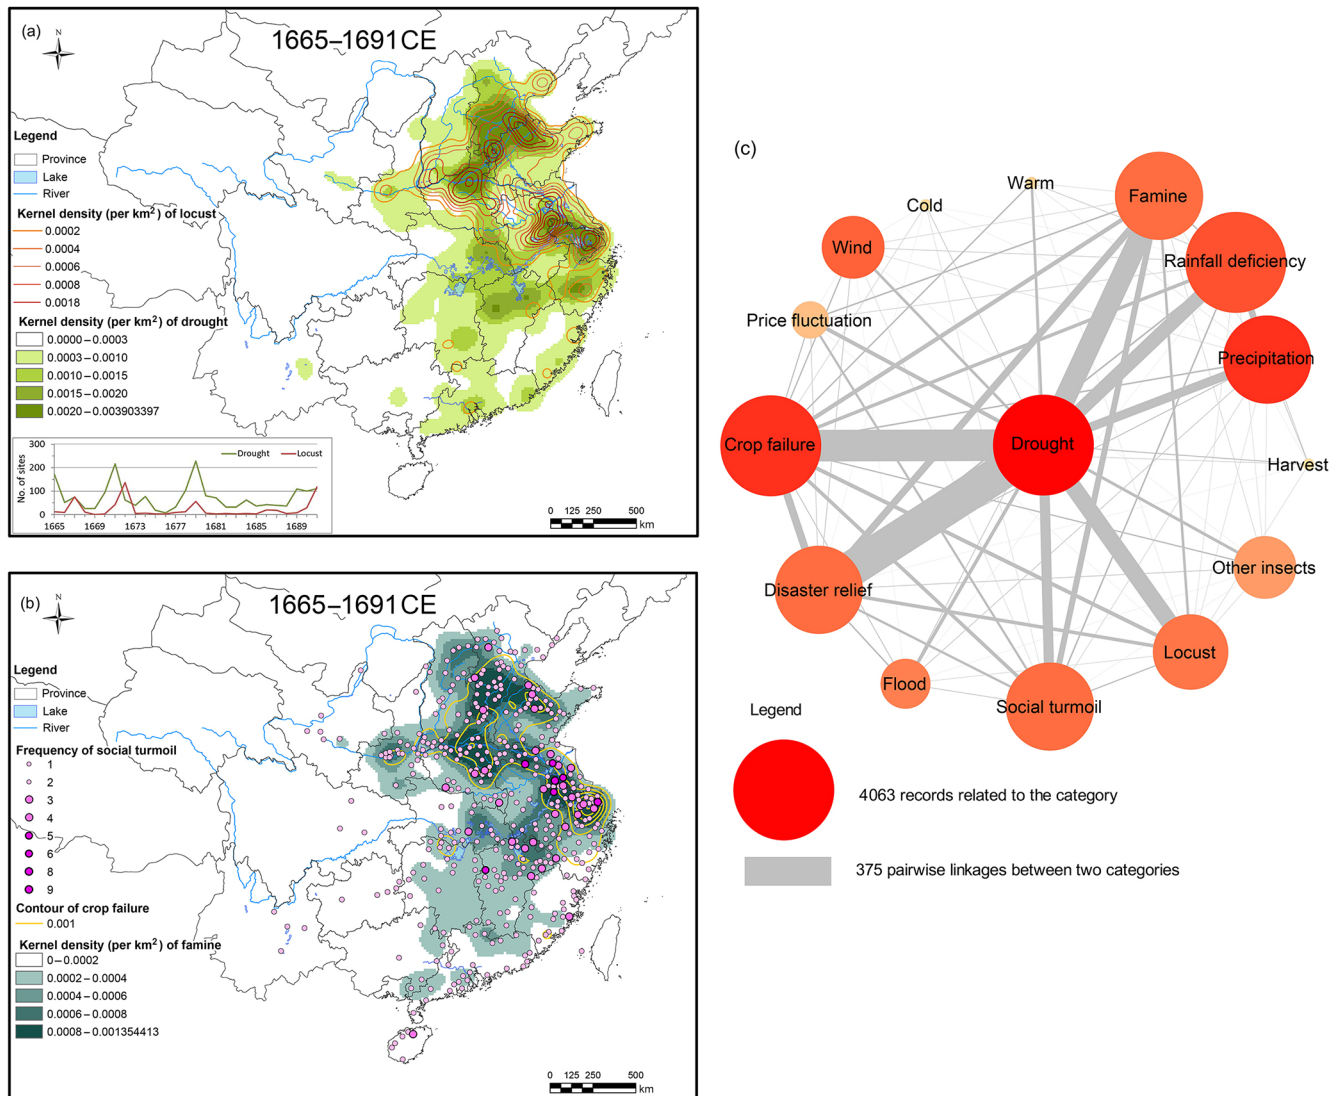 (a)
N
1665–1691CE
Legend
Province
Lake
River
Kernel density (per km²) of locust
0.0002
0.0004
0.0006
0.0008
0.0018
Kernel density (per km²) of drought
0.0000 – 0.0003
0.0003 – 0.0010
0.0010 – 0.0015
0.0015 – 0.0020
0.0020 – 0.003903397
No. of sites
300
200
100
0
Drought
Locust
1665 1669 1673 1677 1681 1685 1689
0 125 250 500
km
(b)
N
1665–1691CE
Legend
Province
Lake
River
Frequency of social turmoil
1
2
3
4
5
6
8
9
Contour of crop failure
0.001
Kernel density (per km²) of famine
0 – 0.0002
0.0002 – 0.0004
0.0004 – 0.0006
0.0006 – 0.0008
0.0008 – 0.001354413
0 125 250 500
km
(c)
Warm
Famine
Cold
Wind
Rainfall deficiency
Price fluctuation
Precipitation
Crop failure
Drought
Harvest
Other insects
Disaster relief
Locust
Flood
Social turmoil
Legend
4063 records related to the category
375 pairwise linkages between two categories